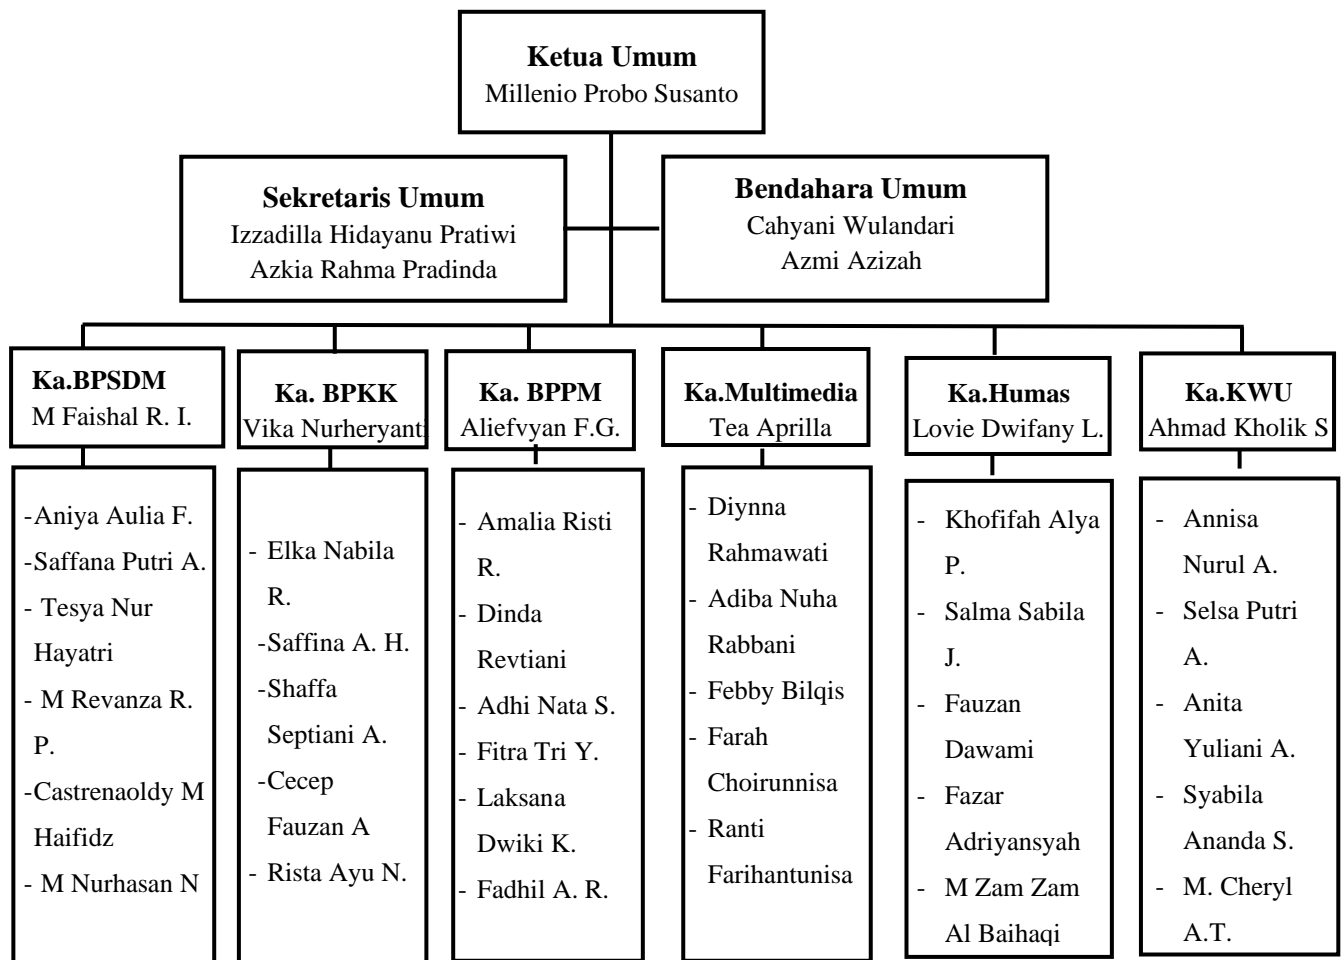 Ketua Umum
Millenio Probo Susanto
Sekretaris Umum
Izzadilla Hidayanu Pratiwi
Azkia Rahma Pradinda
Bendahara Umum
Cahyani Wulandari
Azmi Azizah
Ka.BPSDM
M Faishal R. I.
Ka. BPKK
Vika Nurheryanti
Ka. BPPM
Aliefvyan F.G.
Ka.Multimedia
Tea Aprilla
Ka.Humas
Lovie Dwifany L.
Ka.KWU
Ahmad Kholik S
-Aniya Aulia F.
-Saffana Putri A.
- Tesya Nur
Hayatri
- M Revanza R.
P.
-Castrenaoldy M
Haifidz
- M Nurhasan N
- Elka Nabila
R.
-Saffina A. H.
-Shaffa
Septiani A.
-Cecep
Fauzan A
- Rista Ayu N.
- Amalia Risti
R.
- Dinda
Revtiani
- Adhi Nata S.
- Fitra Tri Y.
- Laksana
Dwiki K.
- Fadhil A. R.
- Diynna
Rahmawati
- Adiba Nuha
Rabbani
- Febby Bilqis
- Farah
Choirunnisa
- Ranti
Farihantunisa
- Khofifah Alya
P.
- Salma Sabila
J.
- Fauzan
Dawami
- Fazar
Adriyansyah
- M Zam Zam
Al Baihaqi
- Annisa
Nurul A.
- Selsa Putri
A.
- Anita
Yuliani A.
- Syabila
Ananda S.
- M. Cheryl
A.T.